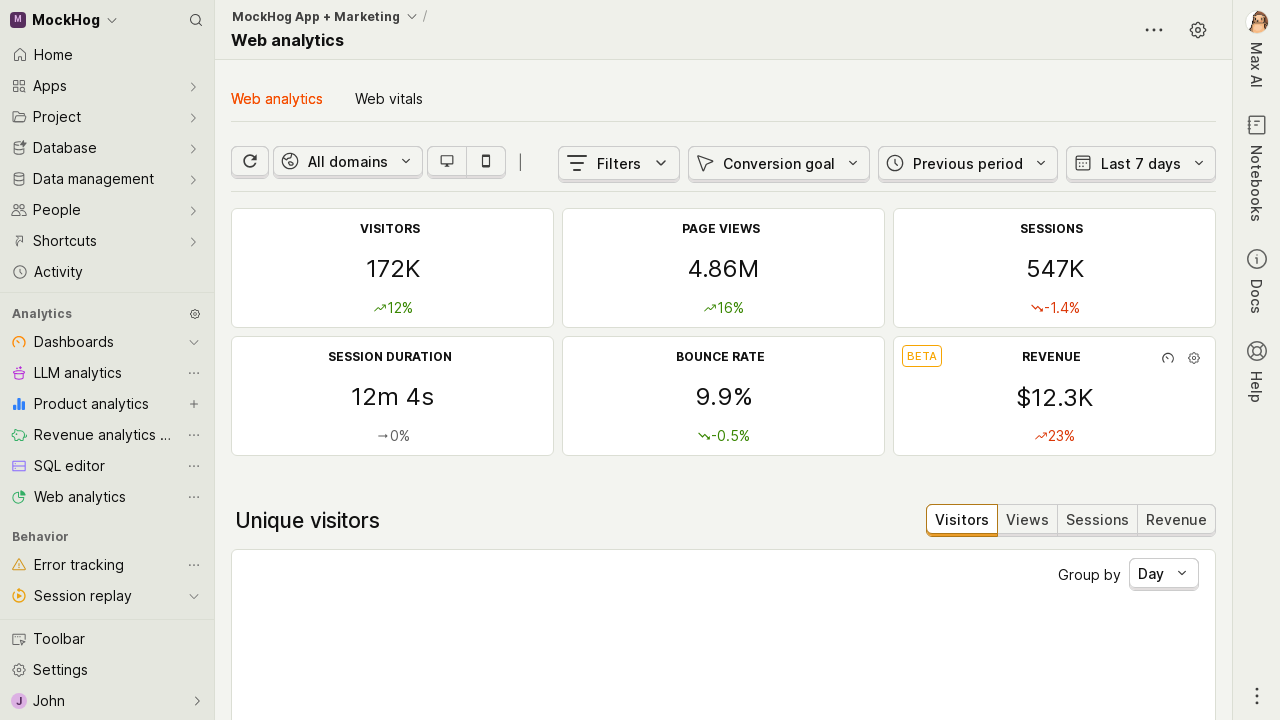 M MockHog
Home
Apps
Project
Database
Data management
People
Shortcuts
Activity
Analytics
Dashboards
LLM analytics
Product analytics
Revenue analytics ...
SQL editor
Web analytics
Behavior
Error tracking
Session replay
Toolbar
Settings
J John
MockHog App + Marketing /
Web analytics
Web analytics Web vitals
All domains Filters Conversion goal Previous period Last 7 days
VISITORS
172K
12%
PAGE VIEWS
4.86M
16%
SESSIONS
547K
-1.4%
SESSION DURATION
12m 4s
0%
BOUNCE RATE
9.9%
-0.5%
BETA
REVENUE
$12.3K
23%
Unique visitors
Visitors Views Sessions Revenue
Group by Day
Max AI
Notebooks
Docs
Help